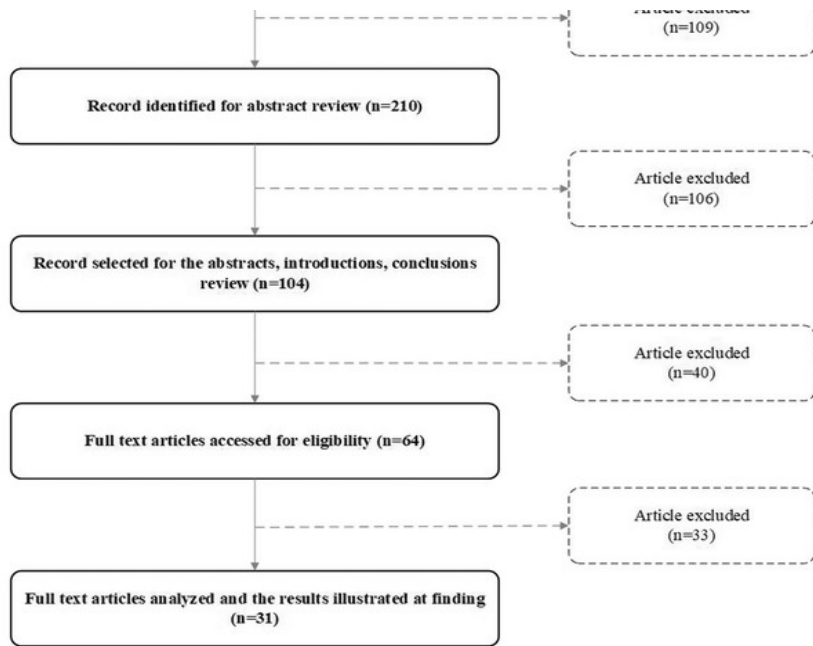 Article excluded
(n=109)
Record identified for abstract review (n=210)
Article excluded
(n=106)
Record selected for the abstracts, introductions, conclusions
review (n=104)
Article excluded
(n=40)
Full text articles accessed for eligibility (n=64)
Article excluded
(n=33)
Full text articles analyzed and the results illustrated at finding
(n=31)